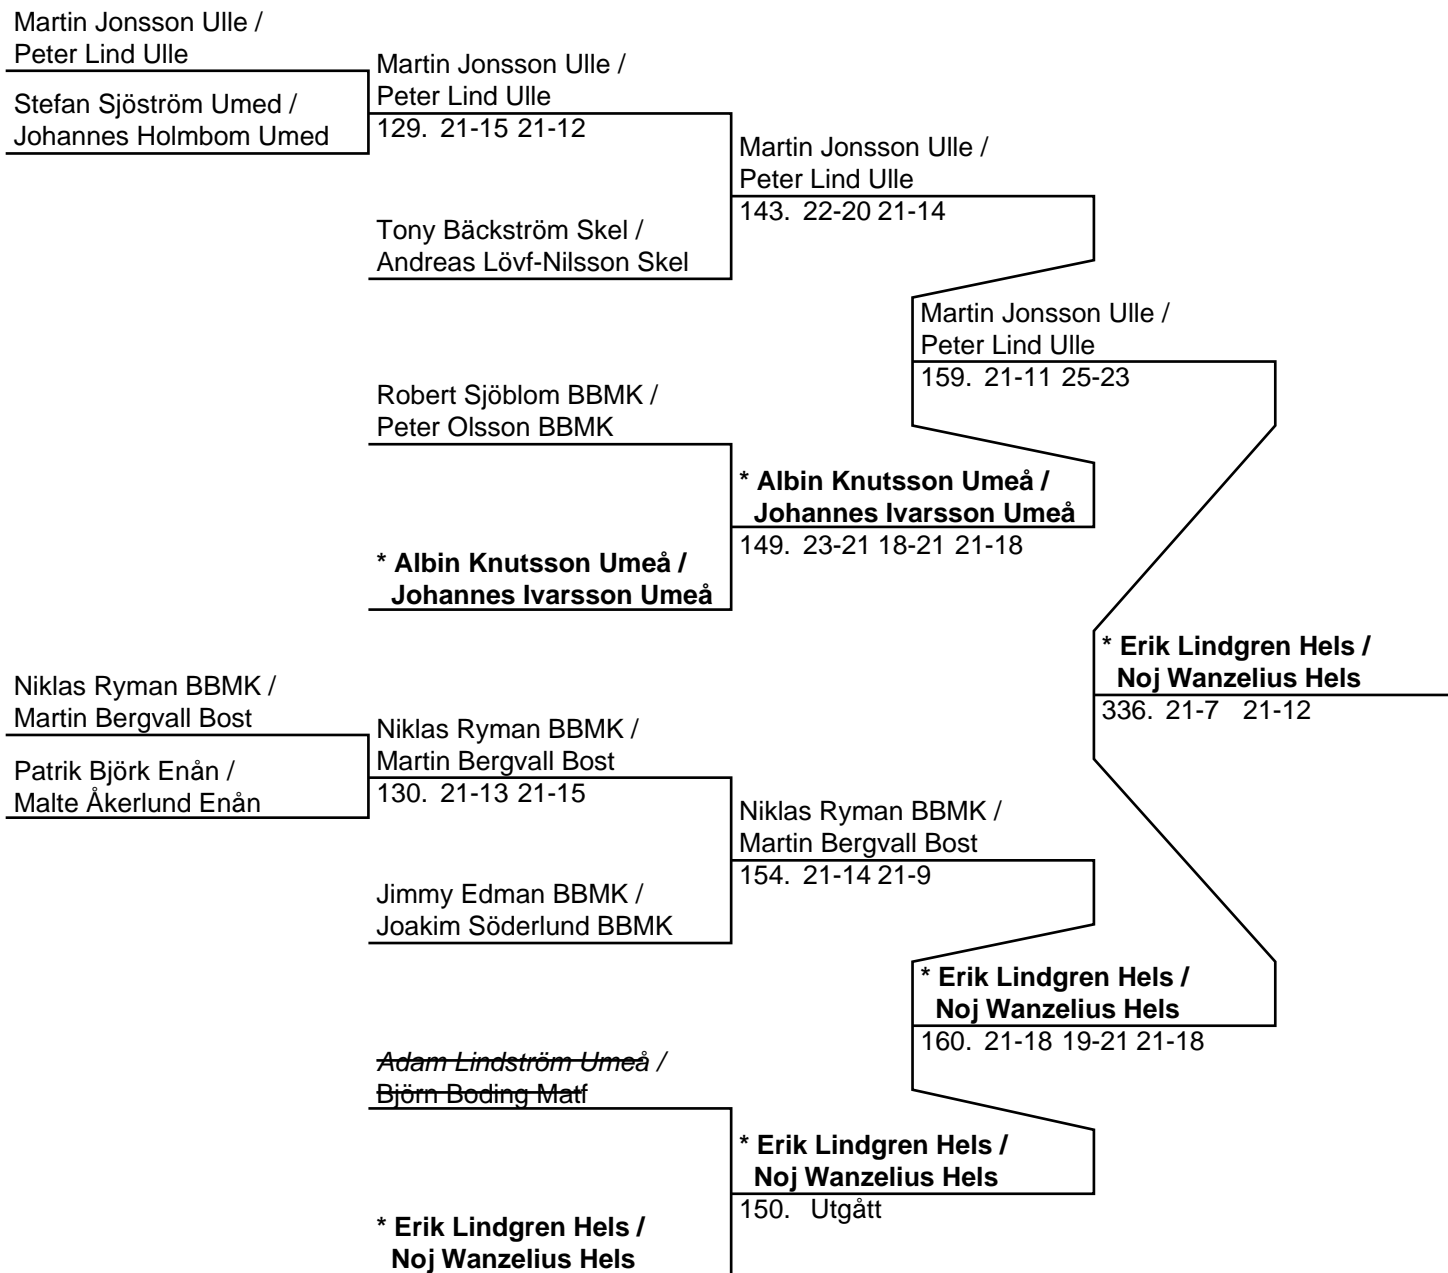 Martin Jonsson Ulle /
Peter Lind Ulle
Stefan Sjöström Umed /
Johannes Holmbom Umed
Martin Jonsson Ulle /
Peter Lind Ulle
129. 21-15 21-12
Tony Bäckström Skel /
Andreas Lövf-Nilsson Skel
Martin Jonsson Ulle /
Peter Lind Ulle
143. 22-20 21-14
Robert Sjöblom BBMK /
Peter Olsson BBMK
* Albin Knutsson Umeå /
Johannes Ivarsson Umeå
* Albin Knutsson Umeå /
Johannes Ivarsson Umeå
149. 23-21 18-21 21-18
Martin Jonsson Ulle /
Peter Lind Ulle
159. 21-11 25-23
Niklas Ryman BBMK /
Martin Bergvall Bost
Patrik Björk Enån /
Malte Åkerlund Enån
Niklas Ryman BBMK /
Martin Bergvall Bost
130. 21-13 21-15
Jimmy Edman BBMK /
Joakim Söderlund BBMK
Niklas Ryman BBMK /
Martin Bergvall Bost
154. 21-14 21-9
Adam Lindström Umeå /
Björn Boding Matf
* Erik Lindgren Hels /
Noj Wanzelius Hels
* Erik Lindgren Hels /
Noj Wanzelius Hels
150. Utgått
* Erik Lindgren Hels /
Noj Wanzelius Hels
160. 21-18 19-21 21-18
* Erik Lindgren Hels /
Noj Wanzelius Hels
336. 21-7 21-12